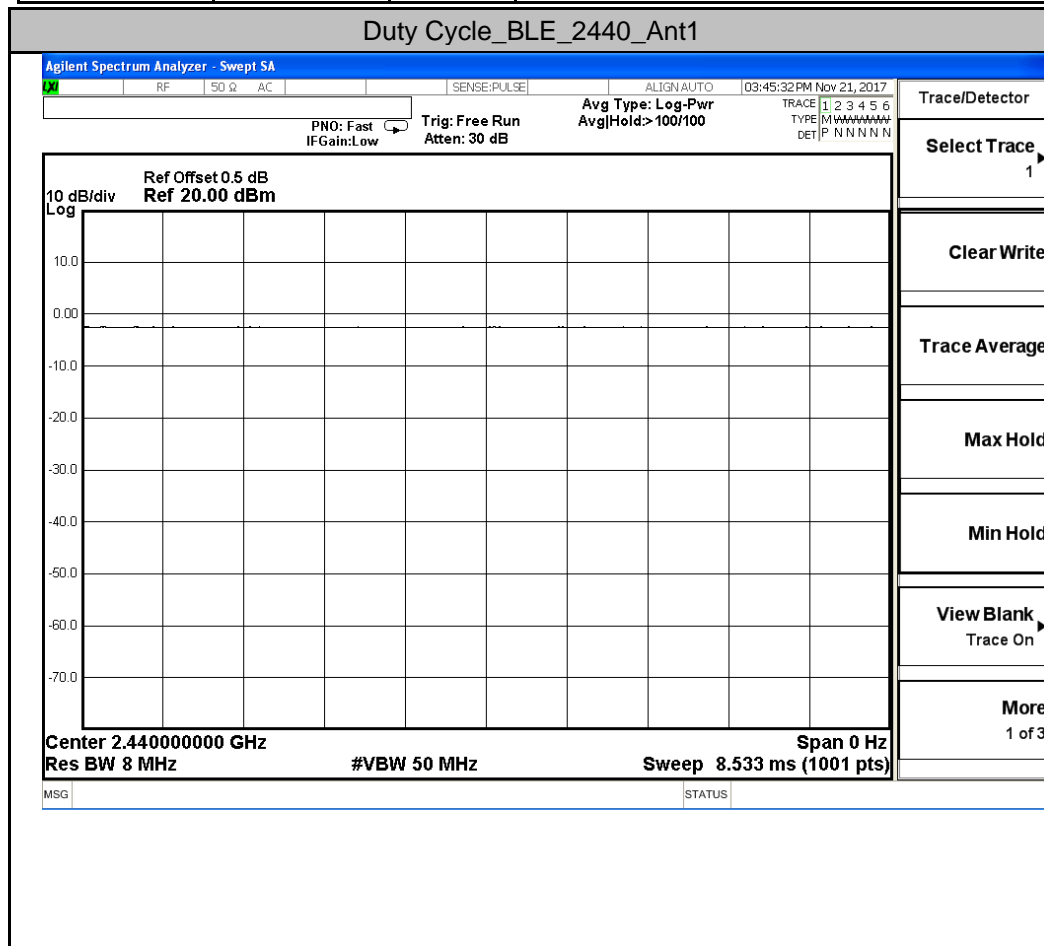 Duty Cycle_BLE_2440_Ant1
Agilent Spectrum Analyzer - Swept SA
LXI RF 50 Ω AC SENSE:PULSE ALIGN AUTO 03:45:32 PM Nov 21, 2017
PNO: Fast
IFGain:Low
Trig: Free Run
Atten: 30 dB
Avg Type: Log-Pwr
Avg|Hold:>100/100
TRACE 1 2 3 4 5 6
TYPE M WWWWW
DET P N N N N N
Trace/Detector
Select Trace
1
Clear Write
Trace Average
Max Hold
Min Hold
View Blank
Trace On
More
1 of 3
Ref Offset 0.5 dB
10 dB/div Ref 20.00 dBm
Log
10.0
0.00
-10.0
-20.0
-30.0
-40.0
-50.0
-60.0
-70.0
Center 2.440000000 GHz Span 0 Hz
Res BW 8 MHz #VBW 50 MHz Sweep 8.533 ms (1001 pts)
MSG STATUS